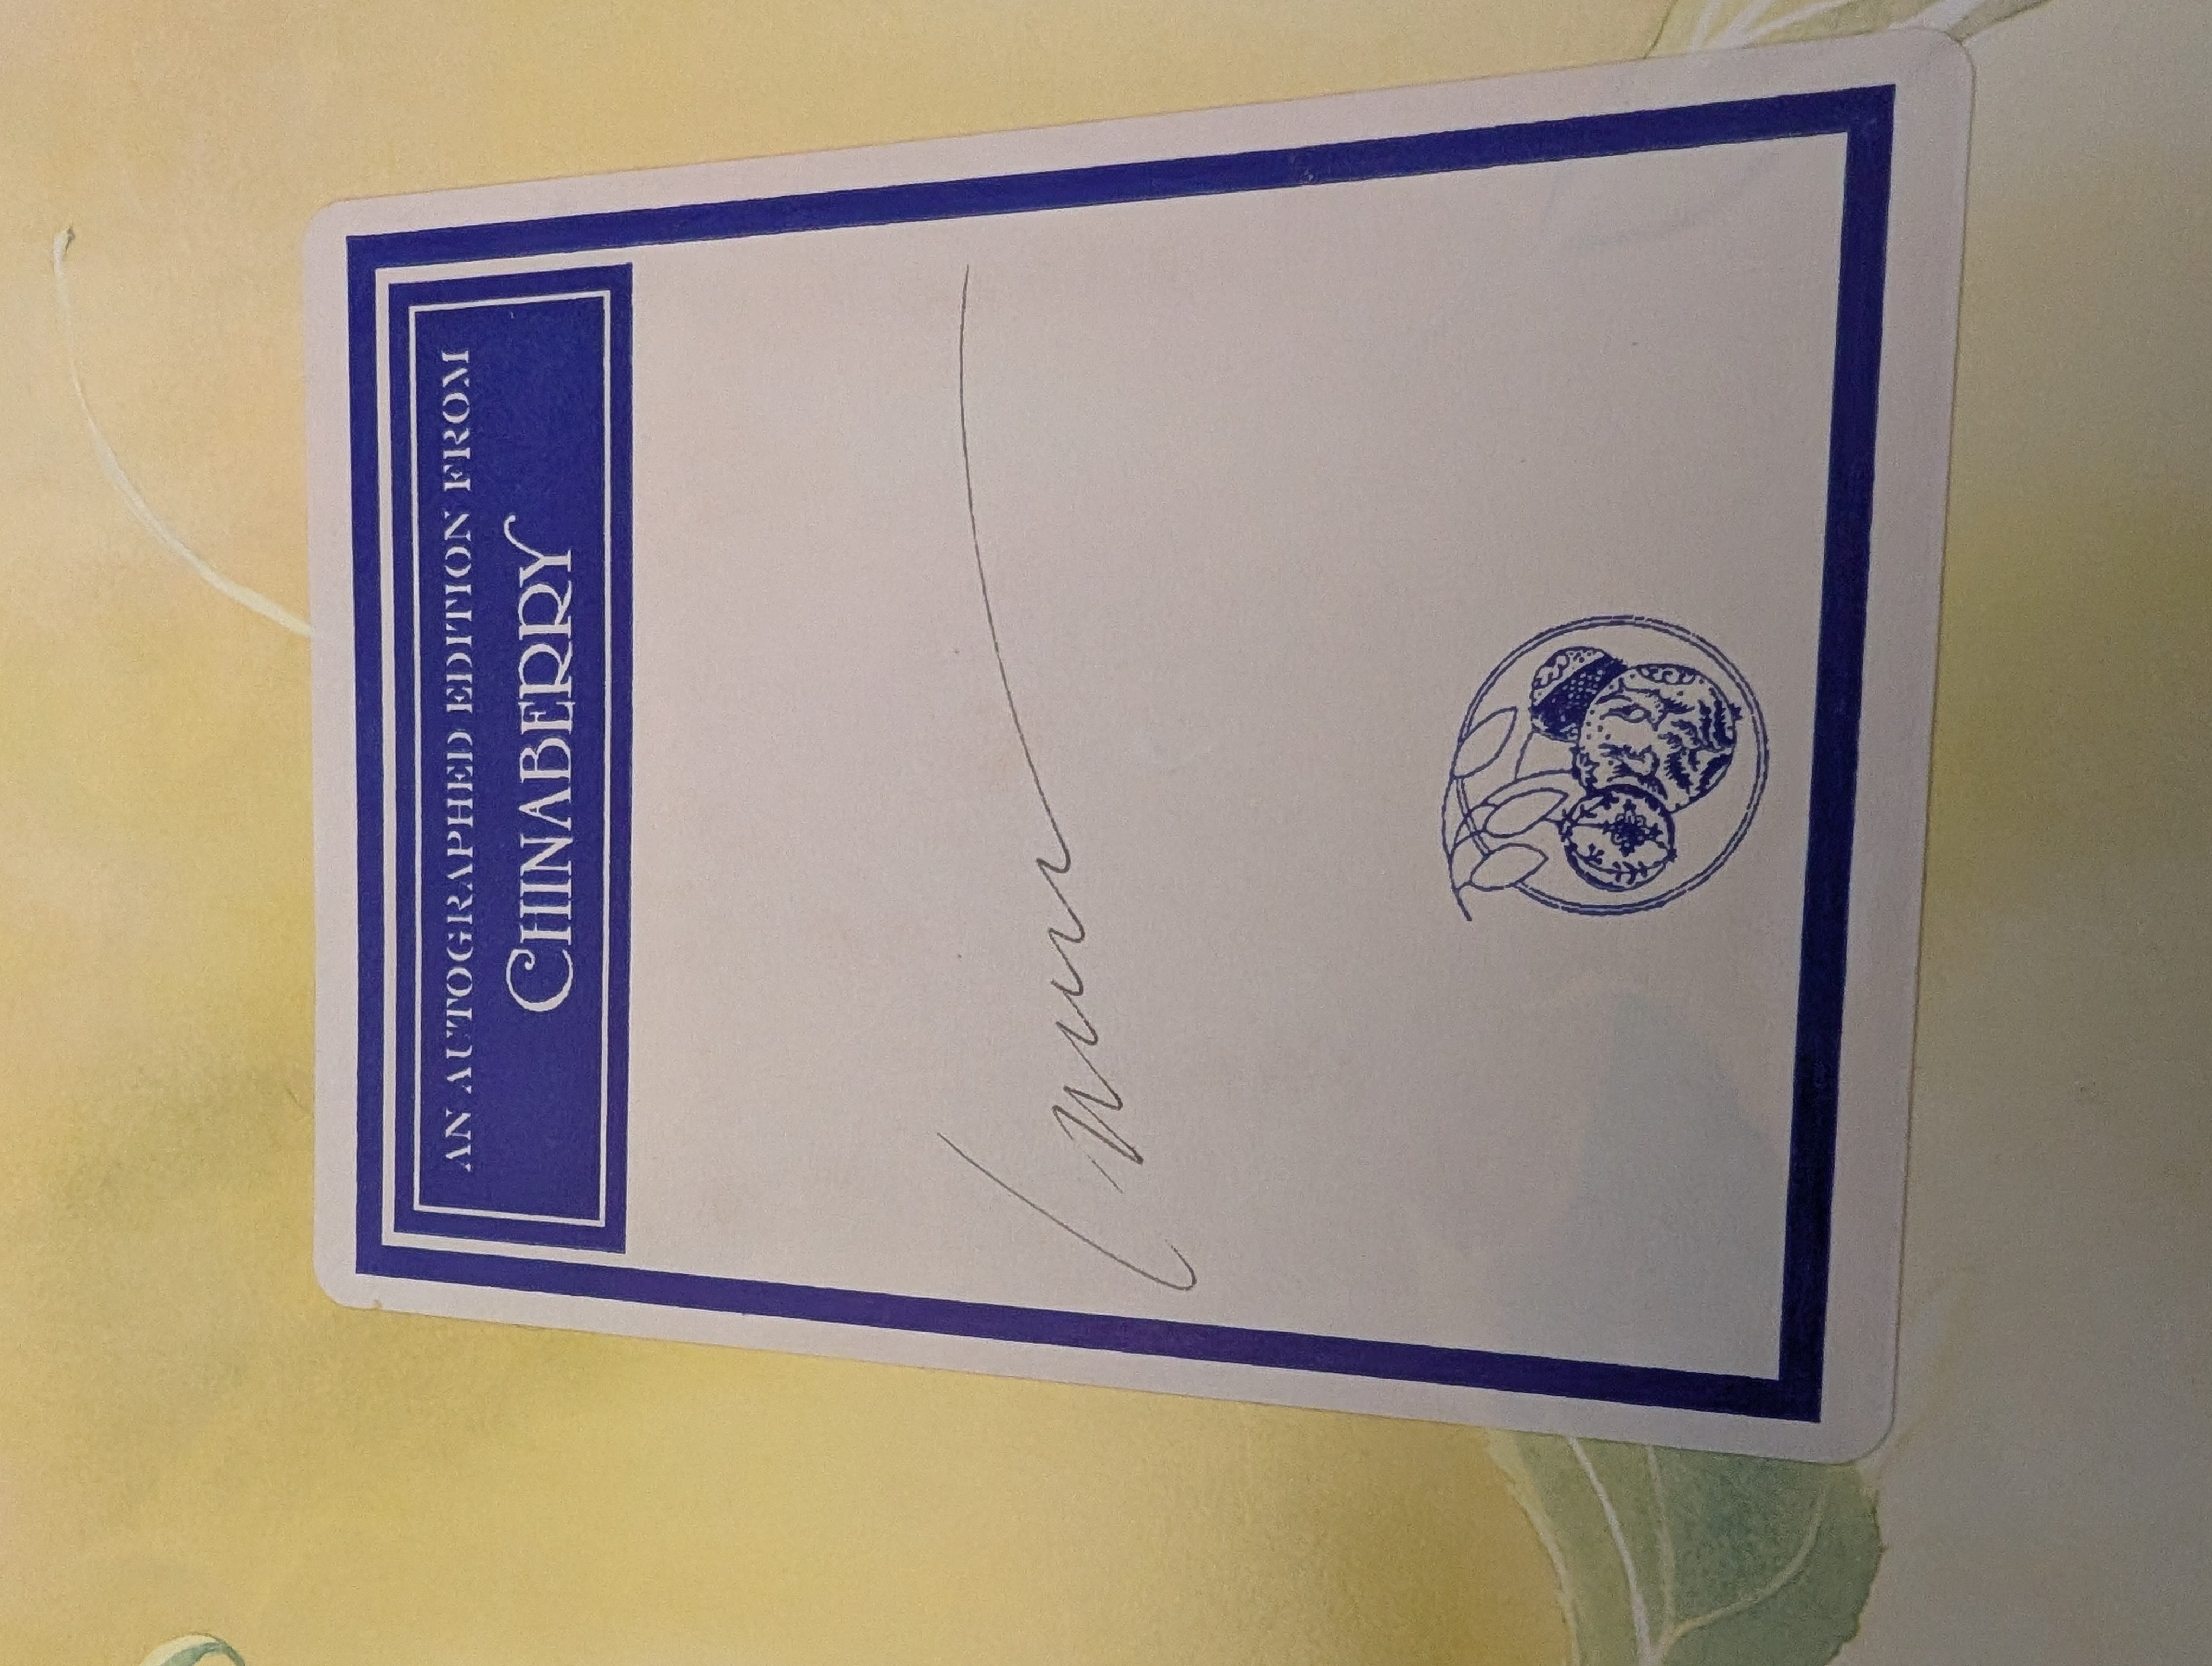 AN AUTOGRAPHED EDITION FROM
CHINABERRY